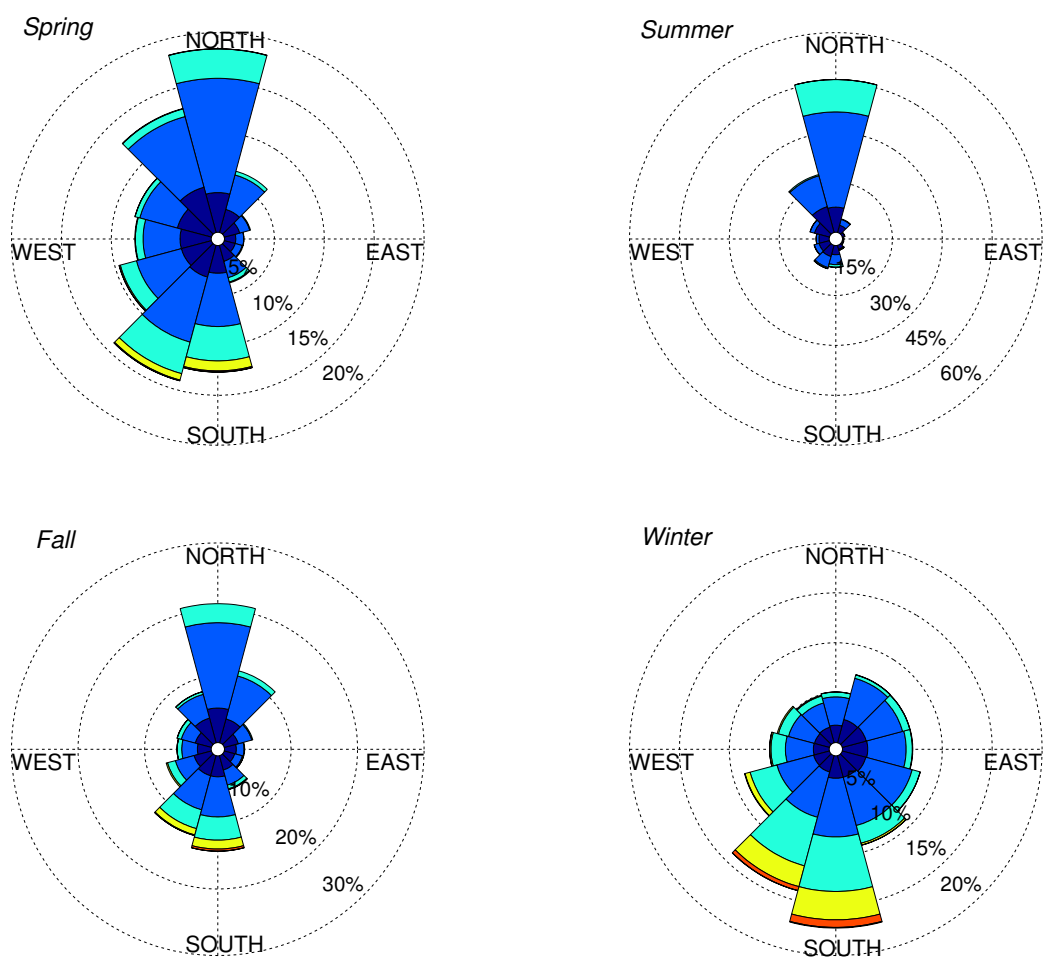 Spring
NORTH
WEST
EAST
5%
10%
15%
20%
SOUTH
Summer
NORTH
WEST
EAST
15%
30%
45%
60%
SOUTH
Fall
NORTH
WEST
EAST
10%
20%
30%
SOUTH
Winter
NORTH
WEST
EAST
5%
10%
15%
20%
SOUTH